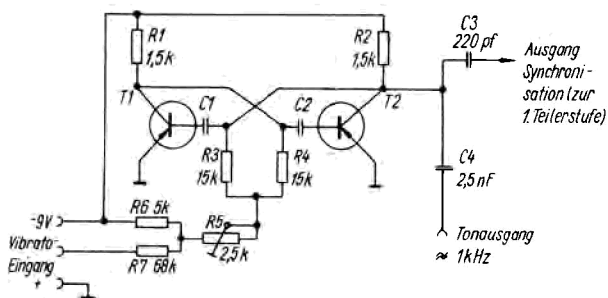 R1
1,5k
R2
1,5k
C3
220 pf
Ausgang
Synchroni-
sation (zur
1. Teilerstufe)
T1
C1
C2
T2
R3
15k
R4
15k
C4
2,5 nF
-9V
R6 5k
R5
2,5k
Vibrato-
Eingang
R7 68k
+
Tonausgang
≈ 1kHz